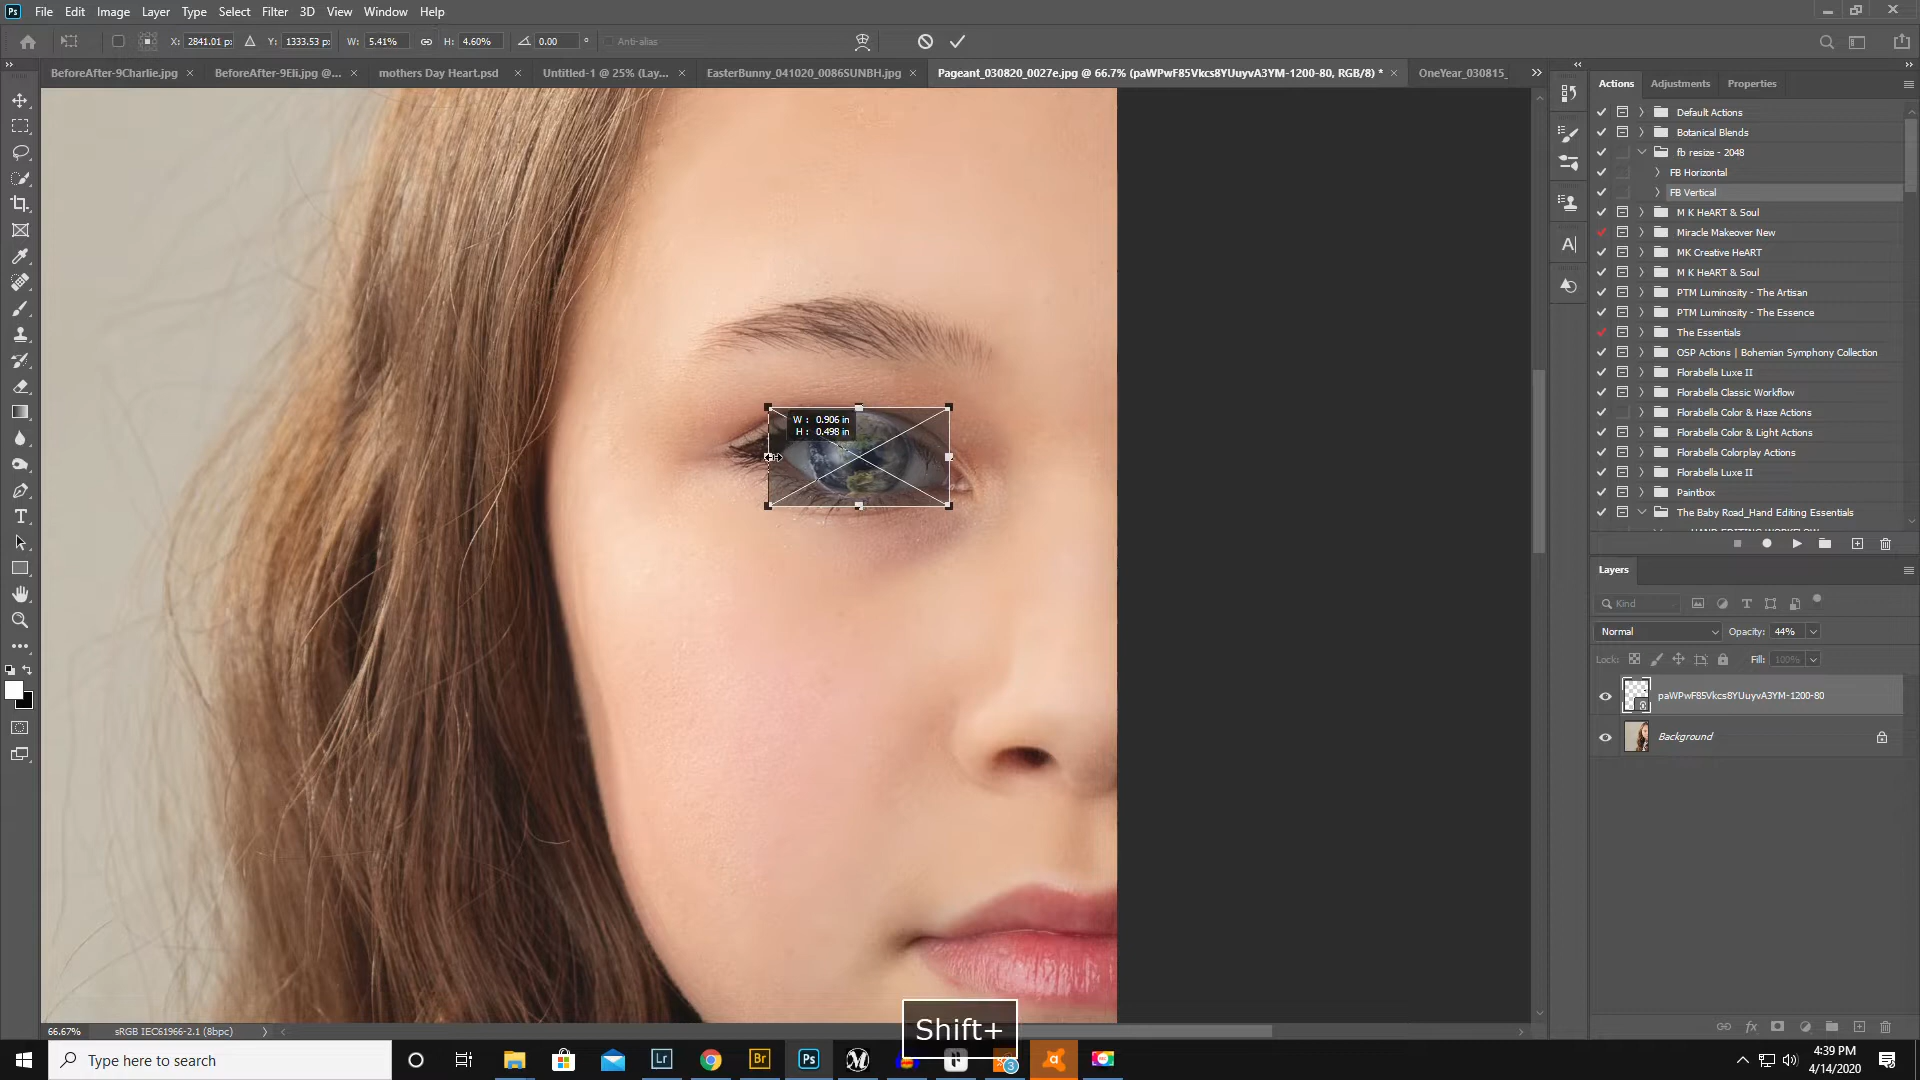 Ps File Edit Image Layer Type Select Filter 3D View Window Help
X: 2841.01 p: Y: 1333.53 p: W: 5.41% H: 4.60% 0.00 ° Anti-alias
BeforeAfter-9Charlie.jpg × BeforeAfter-9Eli.jpg @... × mothers Day Heart.psd × Untitled-1 @ 25% (Lay... × EasterBunny_041020_0086SUNBH.jpg × Pageant_030820_0027e.jpg @ 66.7% (paWPwF85Vkcs8YUuyvA3YM-1200-80, RGB/8) * × OneYear_030815_
Actions Adjustments Properties
Default Actions
Botanical Blends
fb resize - 2048
FB Horizontal
FB Vertical
M K HeART & Soul
Miracle Makeover New
MK Creative HeART
M K HeART & Soul
PTM Luminosity - The Artisan
PTM Luminosity - The Essence
The Essentials
OSP Actions | Bohemian Symphony Collection
Florabella Luxe II
Florabella Classic Workflow
Florabella Color & Haze Actions
Florabella Color & Light Actions
Florabella Colorplay Actions
Florabella Luxe II
Paintbox
The Baby Road_Hand Editing Essentials
W : 0.906 in
H : 0.498 in
Layers
Kind
Normal Opacity: 44%
Lock: Fill: 100%
paWPwF85Vkcs8YUuyvA3YM-1200-80
Background
66.67% sRGB IEC61966-2.1 (8bpc)
Shift+
Type here to search
Lr Br Ps
3
4:39 PM
4/14/2020